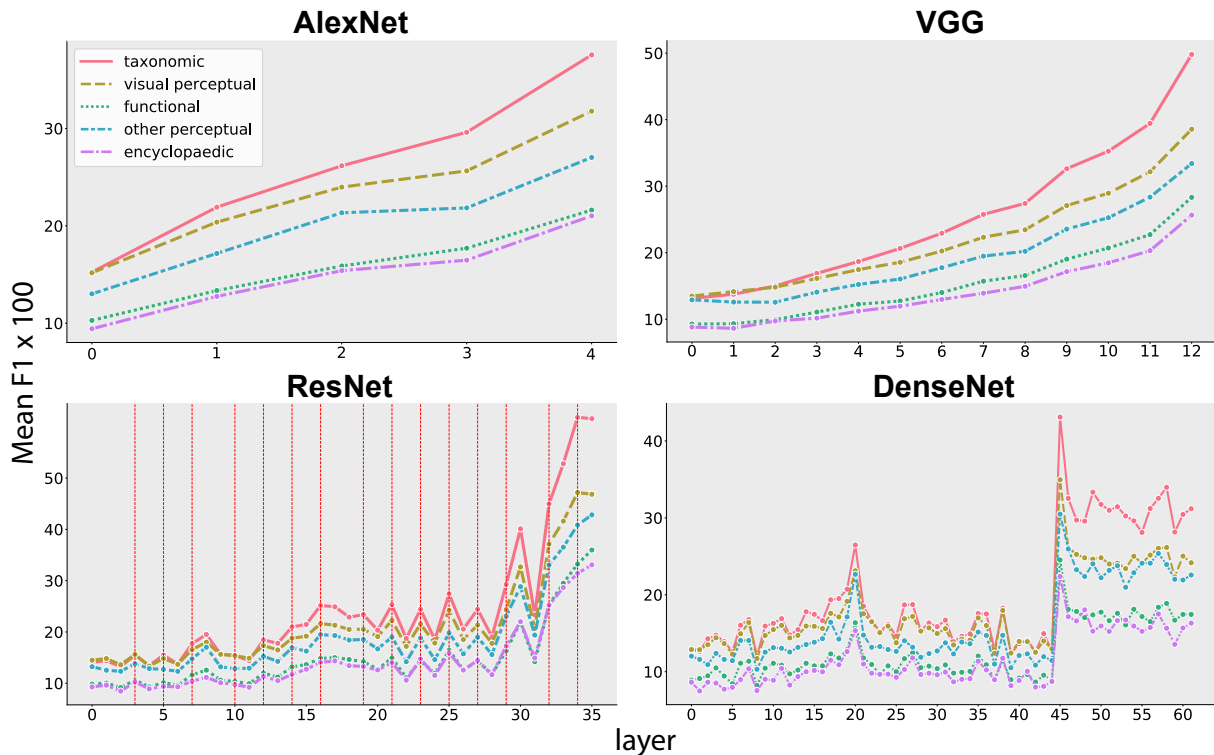 AlexNet
VGG
taxonomic
visual perceptual
functional
other perceptual
encyclopaedic
30
20
10
0 1 2 3 4
50
40
30
20
10
0 1 2 3 4 5 6 7 8 9 10 11 12
Mean F1 x 100
ResNet
DenseNet
50
40
30
20
10
0 5 10 15 20 25 30 35
40
30
20
10
0 5 10 15 20 25 30 35 40 45 50 55 60
layer